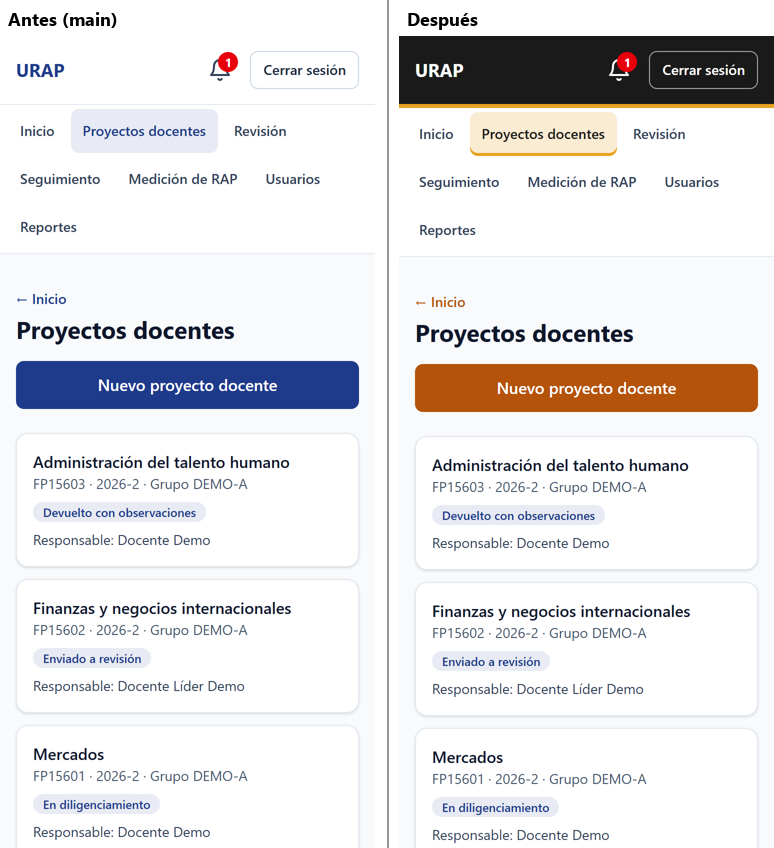 Antes (main)
URAP
1
Cerrar sesión
Inicio
Proyectos docentes
Revisión
Seguimiento
Medición de RAP
Usuarios
Reportes
← Inicio
Proyectos docentes
Nuevo proyecto docente
Administración del talento humano
FP15603 · 2026-2 · Grupo DEMO-A
Devuelto con observaciones
Responsable: Docente Demo
Finanzas y negocios internacionales
FP15602 · 2026-2 · Grupo DEMO-A
Enviado a revisión
Responsable: Docente Líder Demo
Mercados
FP15601 · 2026-2 · Grupo DEMO-A
En diligenciamiento
Responsable: Docente Demo
Después
URAP
1
Cerrar sesión
Inicio
Proyectos docentes
Revisión
Seguimiento
Medición de RAP
Usuarios
Reportes
← Inicio
Proyectos docentes
Nuevo proyecto docente
Administración del talento humano
FP15603 · 2026-2 · Grupo DEMO-A
Devuelto con observaciones
Responsable: Docente Demo
Finanzas y negocios internacionales
FP15602 · 2026-2 · Grupo DEMO-A
Enviado a revisión
Responsable: Docente Líder Demo
Mercados
FP15601 · 2026-2 · Grupo DEMO-A
En diligenciamiento
Responsable: Docente Demo